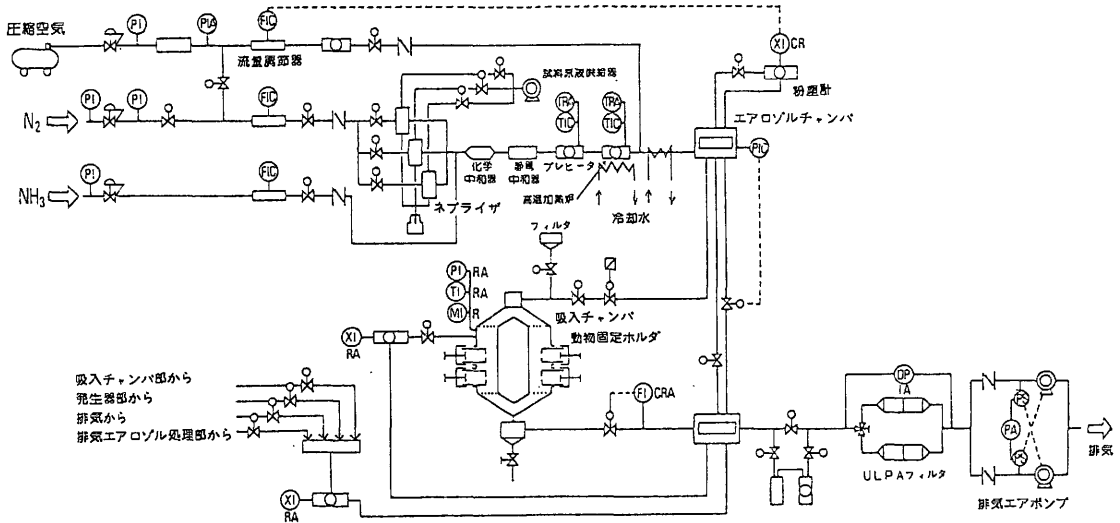 圧縮空気
PI
PIA
FIC
流量調節器
XI CR
粉塵計
試料原液供給器
N2
PI
PI
FIC
TRA
TIC
TRA
TIC
エアロゾルチャンバ
PIC
化学
中和器
静電
中和器
プレヒータ
高温加熱炉
冷却水
NH3
PI
FIC
ネブライザ
フィルタ
PI RA
TI RA
MI R
吸入チャンバ
動物固定ホルダ
XI
RA
FI CRA
吸入チャンバ部から
発生器部から
排気から
排気エアロゾル処理部から
XI
RA
DP
IA
ULPAフィルタ
PA
排気エアポンプ
排気